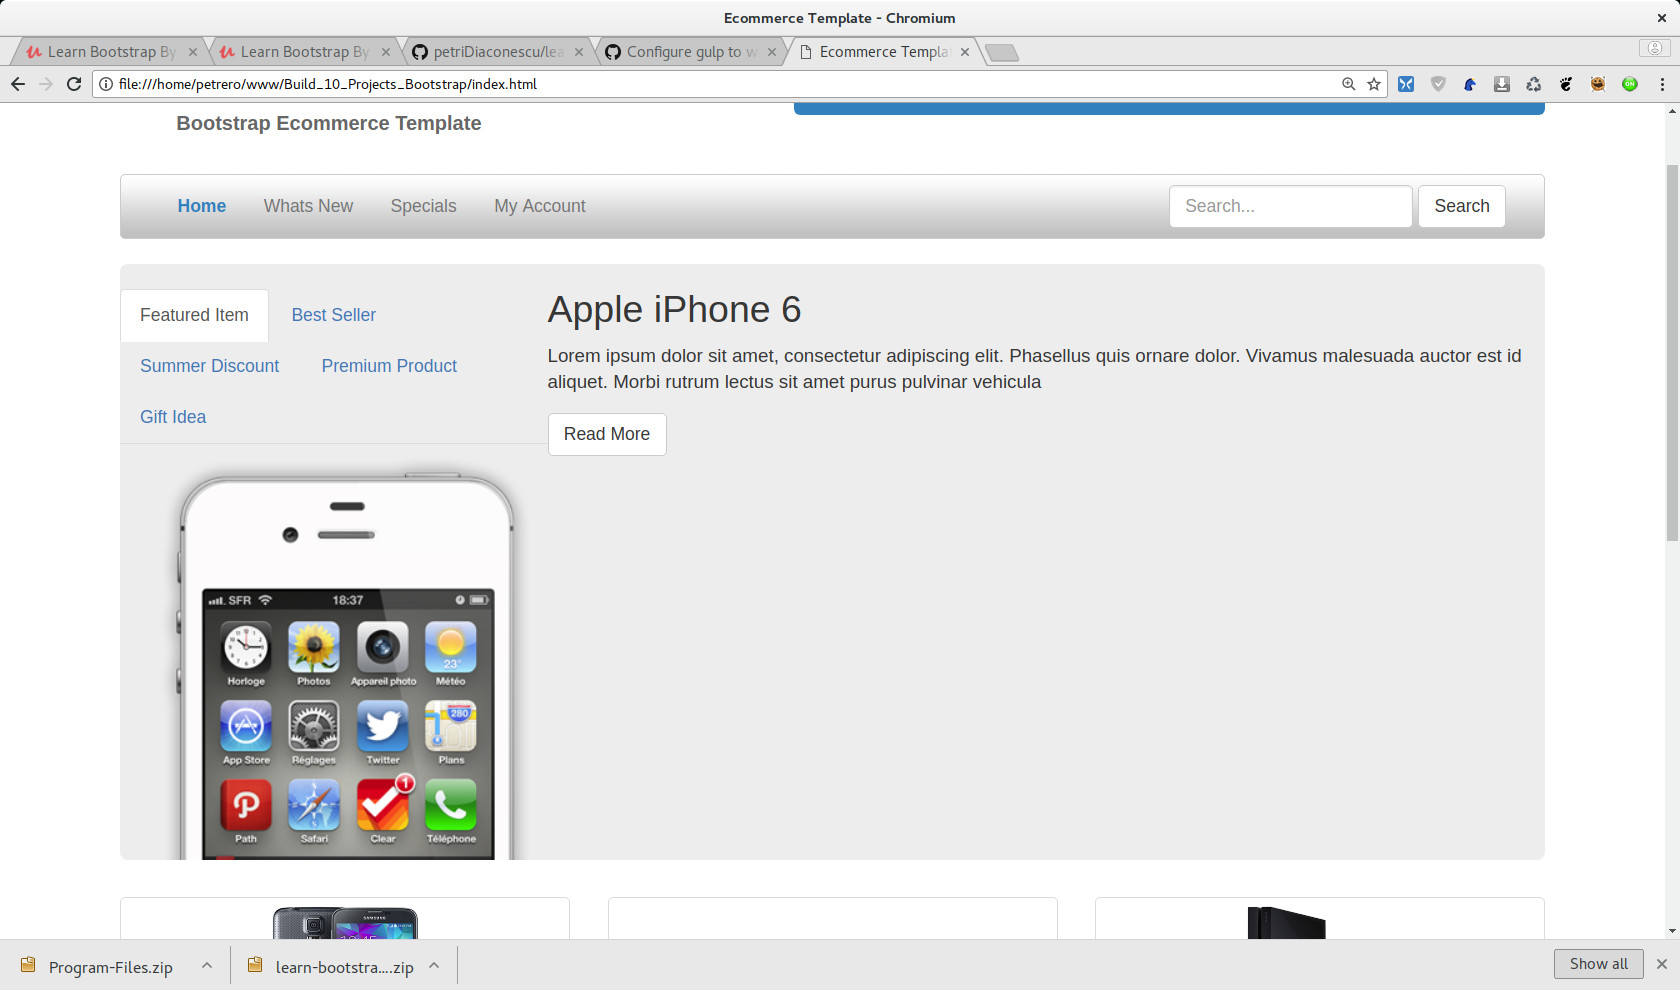 Ecommerce Template - Chromium
Learn Bootstrap By
Learn Bootstrap By
petriDiaconescu/lea
Configure gulp to w
Ecommerce Templa
file:///home/petrero/www/Build_10_Projects_Bootstrap/index.html
Bootstrap Ecommerce Template
Home Whats New Specials My Account Search... Search
Featured Item Best Seller
Summer Discount Premium Product
Gift Idea
Apple iPhone 6
Lorem ipsum dolor sit amet, consectetur adipiscing elit. Phasellus quis ornare dolor. Vivamus malesuada auctor est id
aliquet. Morbi rutrum lectus sit amet purus pulvinar vehicula
Read More
SFR 18:37
23°
Horloge Photos Appareil photo Météo
280
App Store Réglages Twitter Plans
1
Path Safari Clear Téléphone
SAMSUNG
Program-Files.zip learn-bootstra....zip Show all